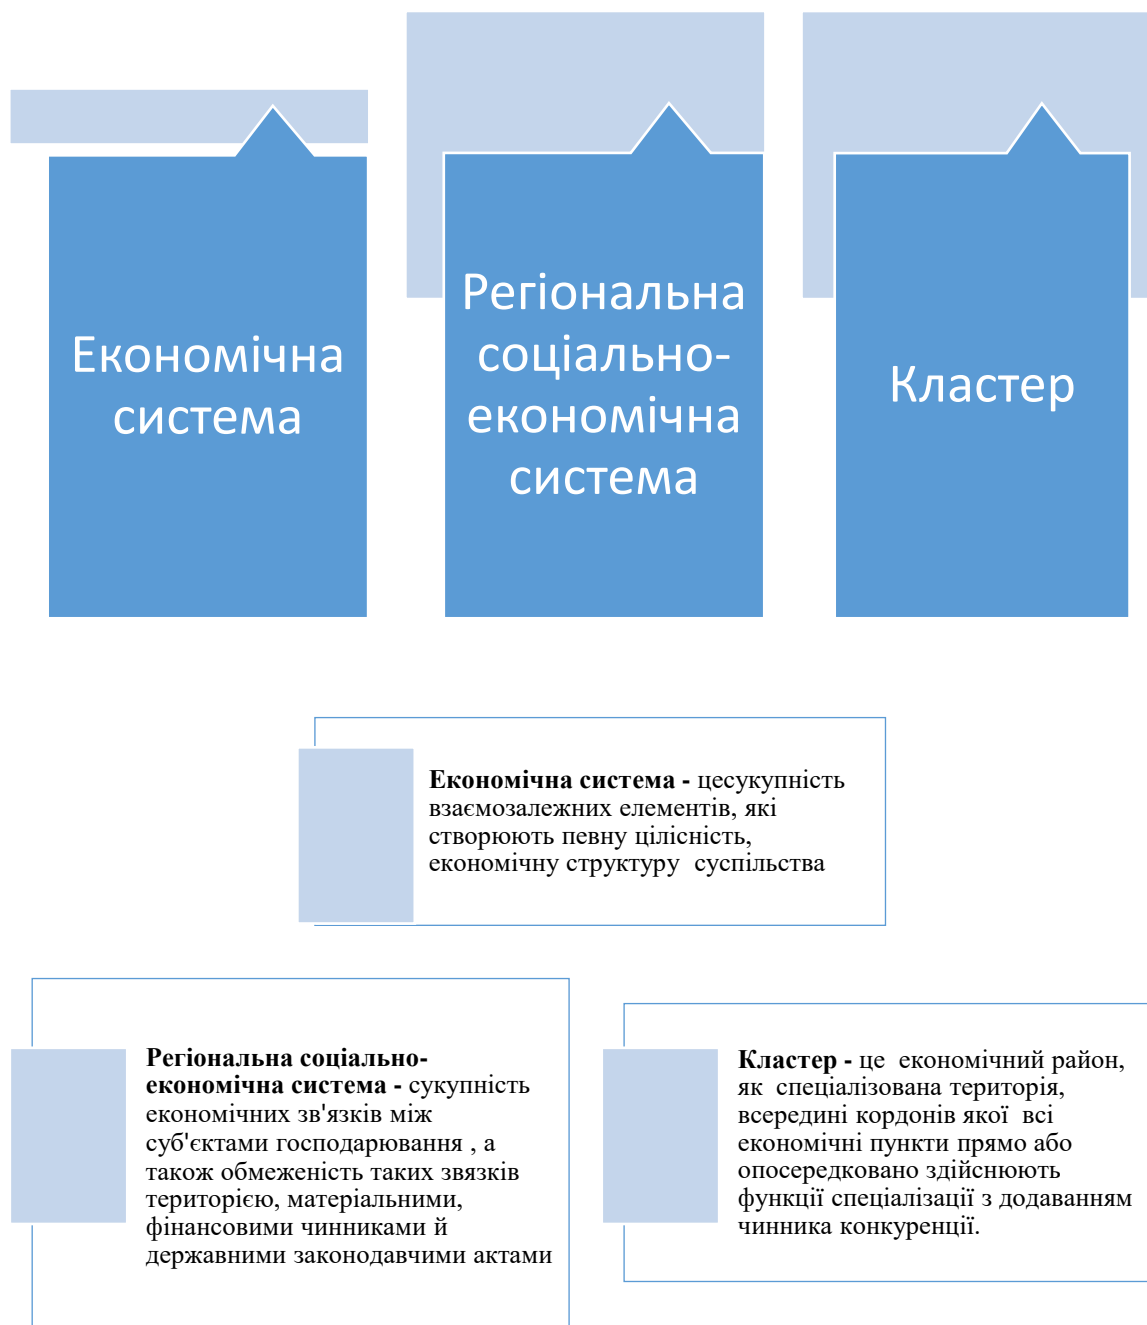 Економічна
система
Регіональна
соціально-
економічна
система
Кластер
Економічна система - цесукупність
взаємозалежних елементів, які
створюють певну цілісність,
економічну структуру суспільства
Регіональна соціально-
економічна система - сукупність
економічних зв'язків між
суб'єктами господарювання , а
також обмеженість таких звязків
територією, матеріальними,
фінансовими чинниками й
державними законодавчими актами
Кластер - це економічний район,
як спеціалізована територія,
всередині кордонів якої всі
економічні пункти прямо або
опосередковано здійснюють
функції спеціалізації з додаванням
чинника конкуренції.